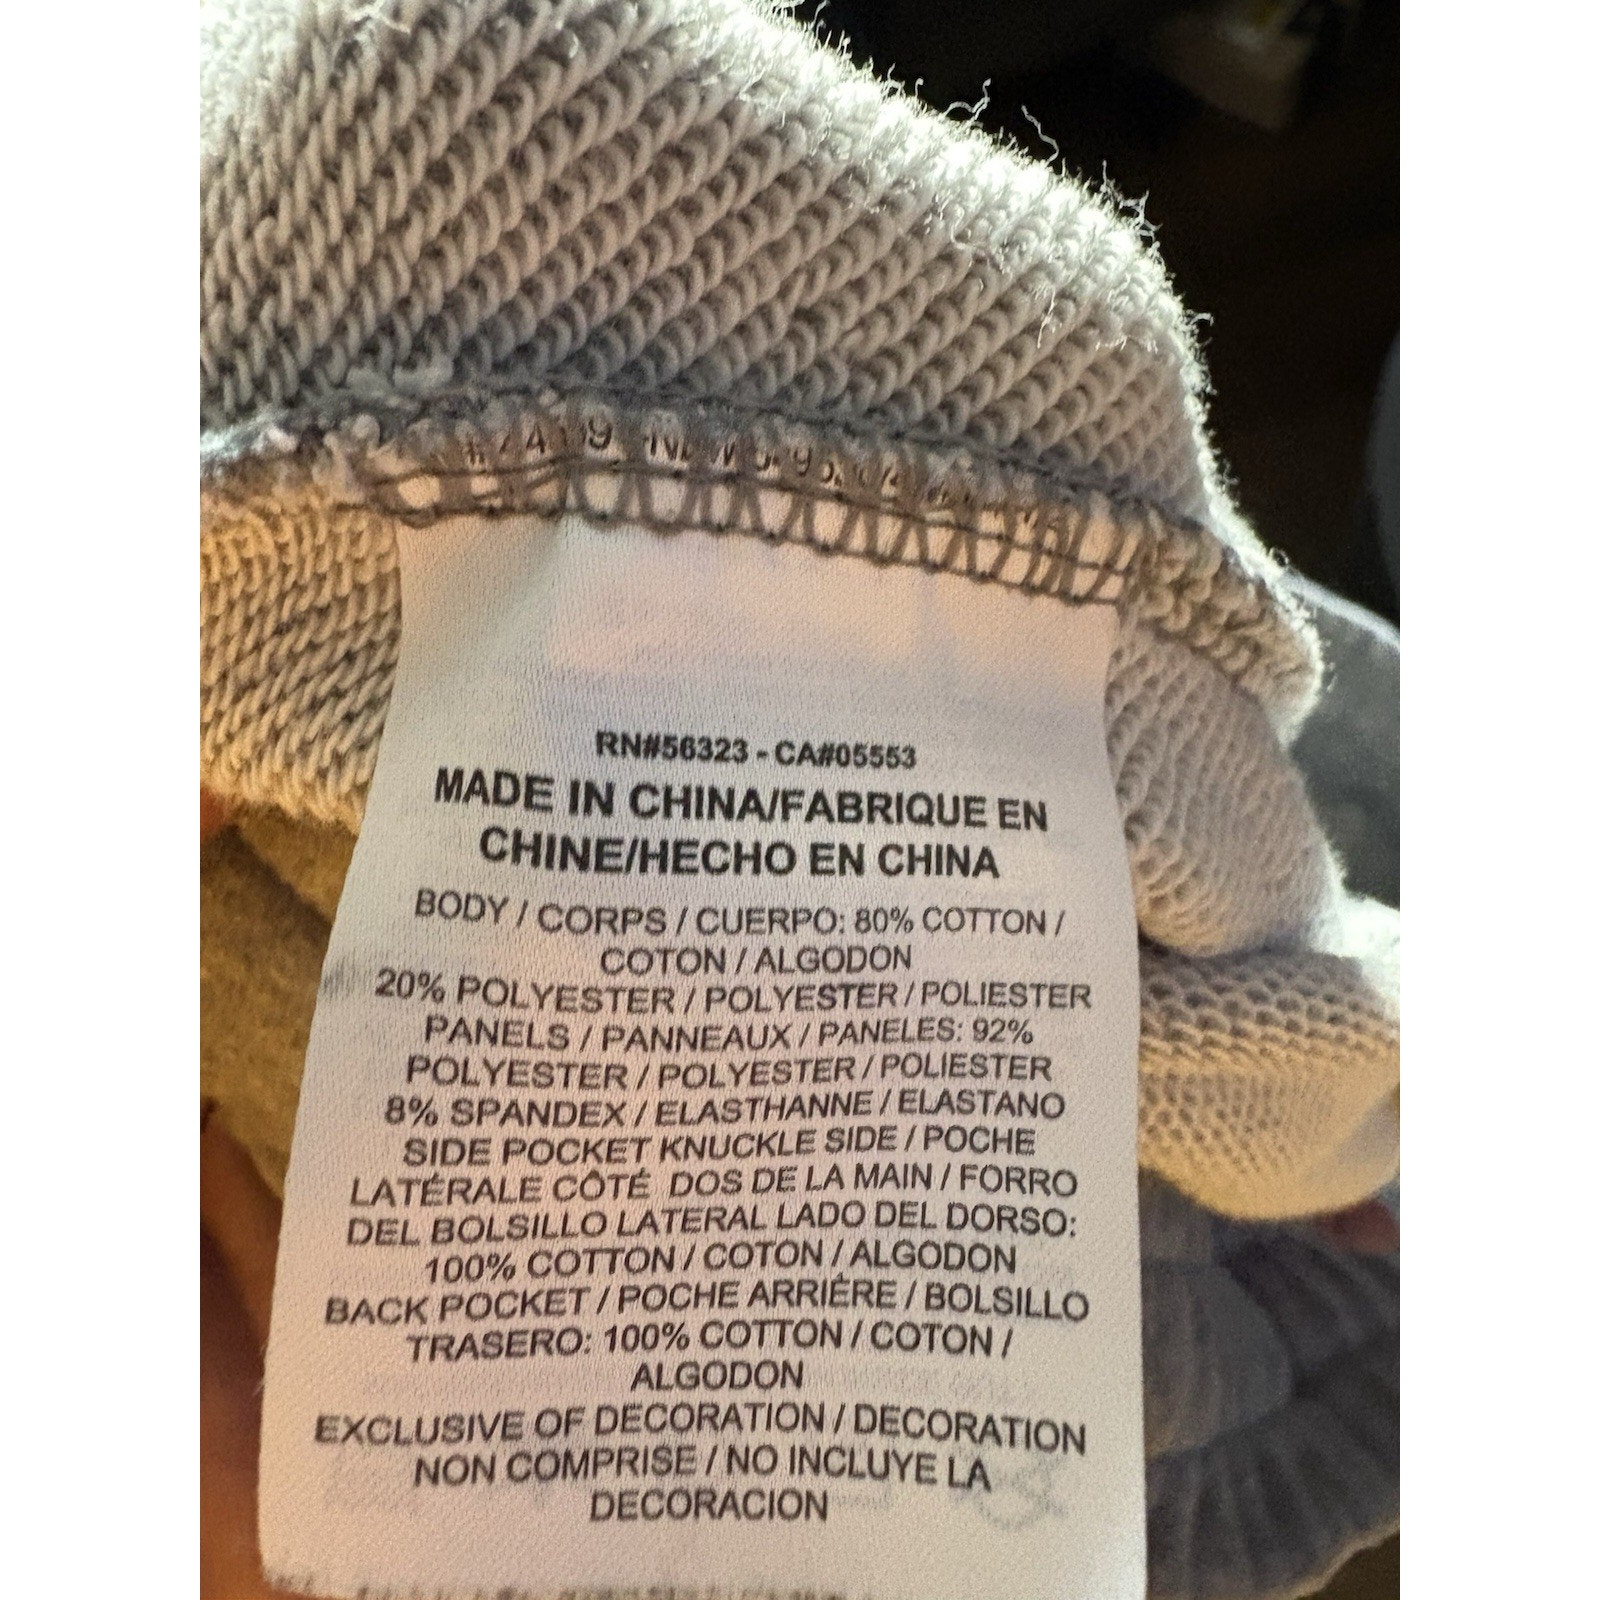 RN#56323 - CA#05553
MADE IN CHINA/FABRIQUE EN
CHINE/HECHO EN CHINA
BODY / CORPS / CUERPO: 80% COTTON /
COTON / ALGODON
20% POLYESTER / POLYESTER / POLIESTER
PANELS / PANNEAUX / PANELES: 92%
POLYESTER / POLYESTER / POLIESTER
8% SPANDEX / ELASTHANNE / ELASTANO
SIDE POCKET KNUCKLE SIDE / POCHE
LATÉRALE CÔTÉ DOS DE LA MAIN / FORRO
DEL BOLSILLO LATERAL LADO DEL DORSO:
100% COTTON / COTON / ALGODON
BACK POCKET / POCHE ARRIÉRE / BOLSILLO
TRASERO: 100% COTTON / COTON /
ALGODON
EXCLUSIVE OF DECORATION / DECORATION
NON COMPRISE / NO INCLUYE LA
DECORACION